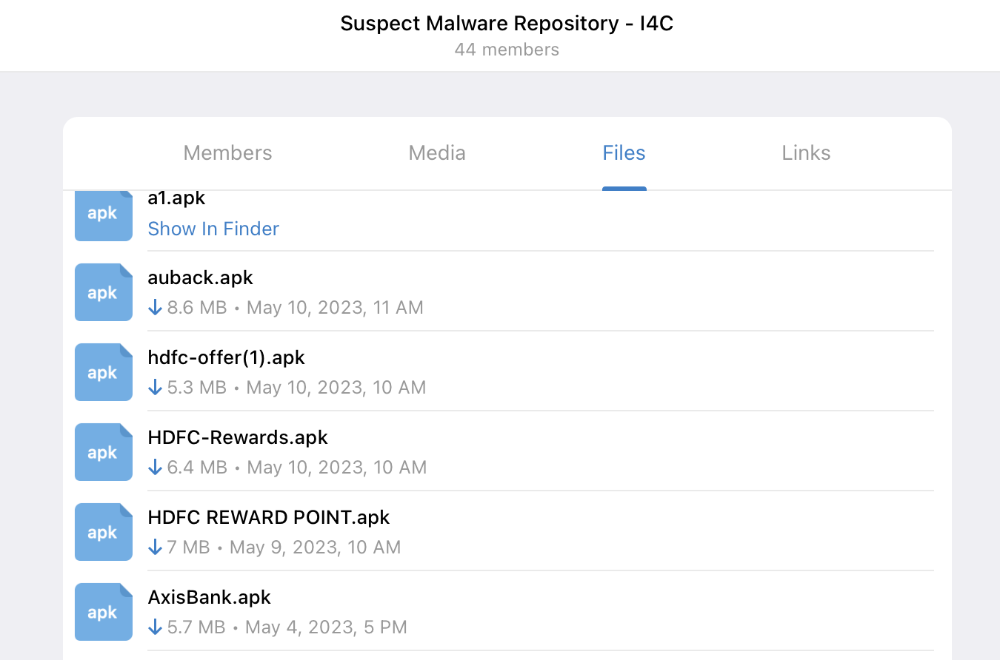 Suspect Malware Repository - I4C
44 members
Members Media Files Links
apk
a1.apk
Show In Finder
apk
auback.apk
8.6 MB • May 10, 2023, 11 AM
apk
hdfc-offer(1).apk
5.3 MB • May 10, 2023, 10 AM
apk
HDFC-Rewards.apk
6.4 MB • May 10, 2023, 10 AM
apk
HDFC REWARD POINT.apk
7 MB • May 9, 2023, 10 AM
apk
AxisBank.apk
5.7 MB • May 4, 2023, 5 PM